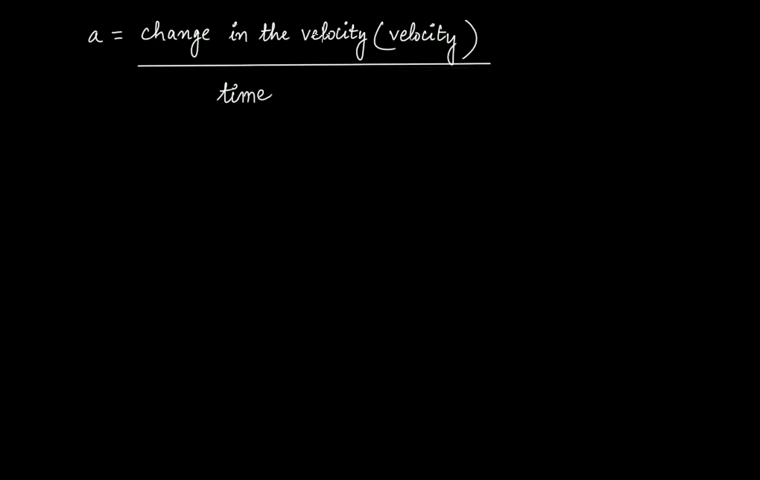 a = change in the velocity (velocity)
time